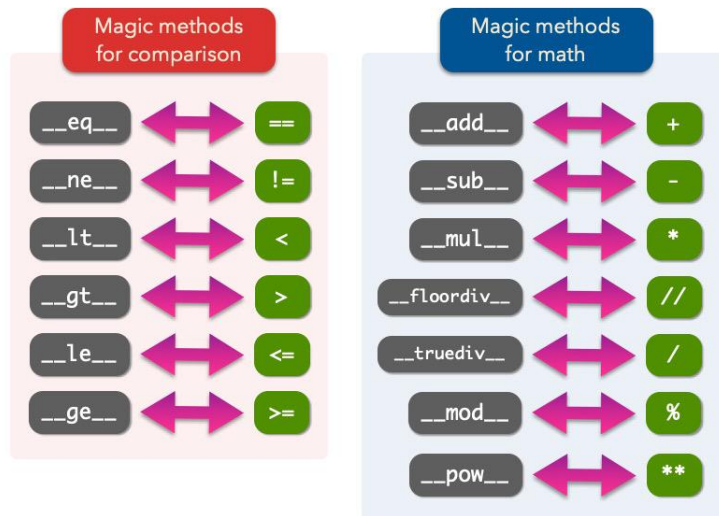 Magic methods
for comparison
__eq__ ==
__ne__ !=
__lt__ <
__gt__ >
__le__ <=
__ge__ >=
Magic methods
for math
__add__ +
__sub__ -
__mul__ *
__floordiv__ //
__truediv__ /
__mod__ %
__pow__ **